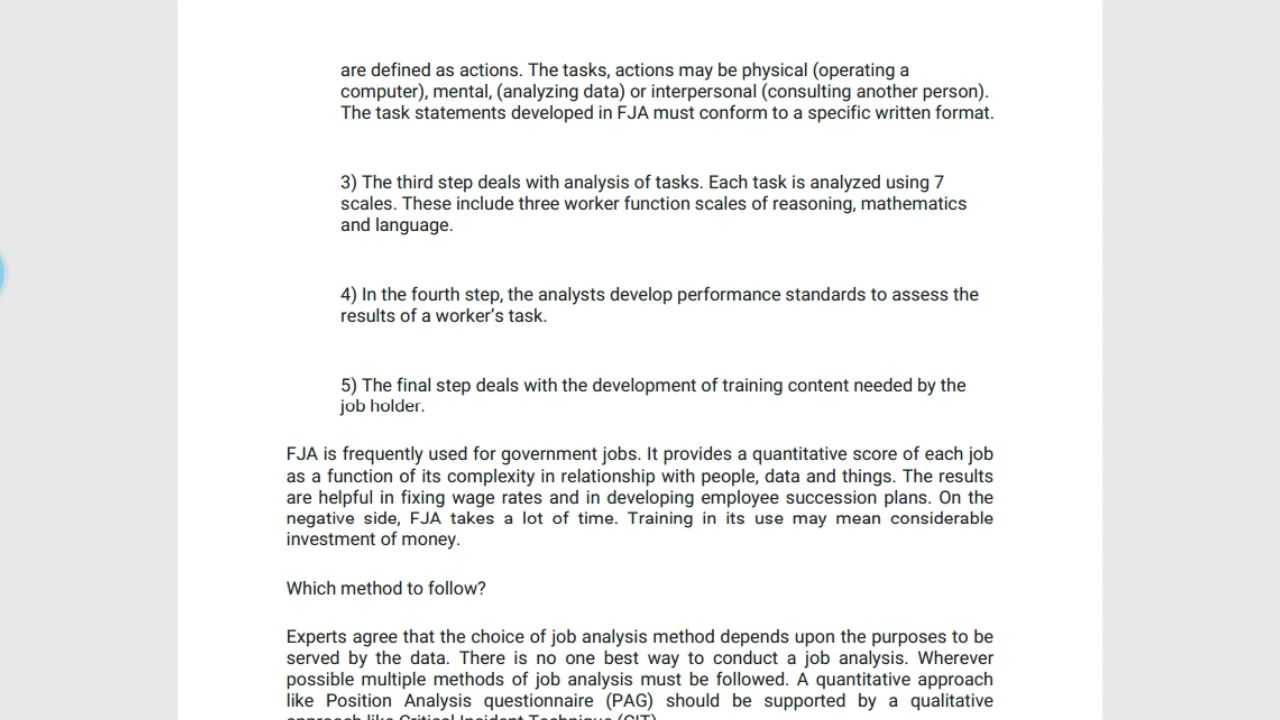 are defined as actions. The tasks, actions may be physical (operating a
computer), mental, (analyzing data) or interpersonal (consulting another person).
The task statements developed in FJA must conform to a specific written format.
3) The third step deals with analysis of tasks. Each task is analyzed using 7
scales. These include three worker function scales of reasoning, mathematics
and language.
4) In the fourth step, the analysts develop performance standards to assess the
results of a worker's task.
5) The final step deals with the development of training content needed by the
job holder.
FJA is frequently used for government jobs. It provides a quantitative score of each job
as a function of its complexity in relationship with people, data and things. The results
are helpful in fixing wage rates and in developing employee succession plans. On the
negative side, FJA takes a lot of time. Training in its use may mean considerable
investment of money.
Which method to follow?
Experts agree that the choice of job analysis method depends upon the purposes to be
served by the data. There is no one best way to conduct a job analysis. Wherever
possible multiple methods of job analysis must be followed. A quantitative approach
like Position Analysis questionnaire (PAG) should be supported by a qualitative
approach like Critical Incident Technique (CIT).